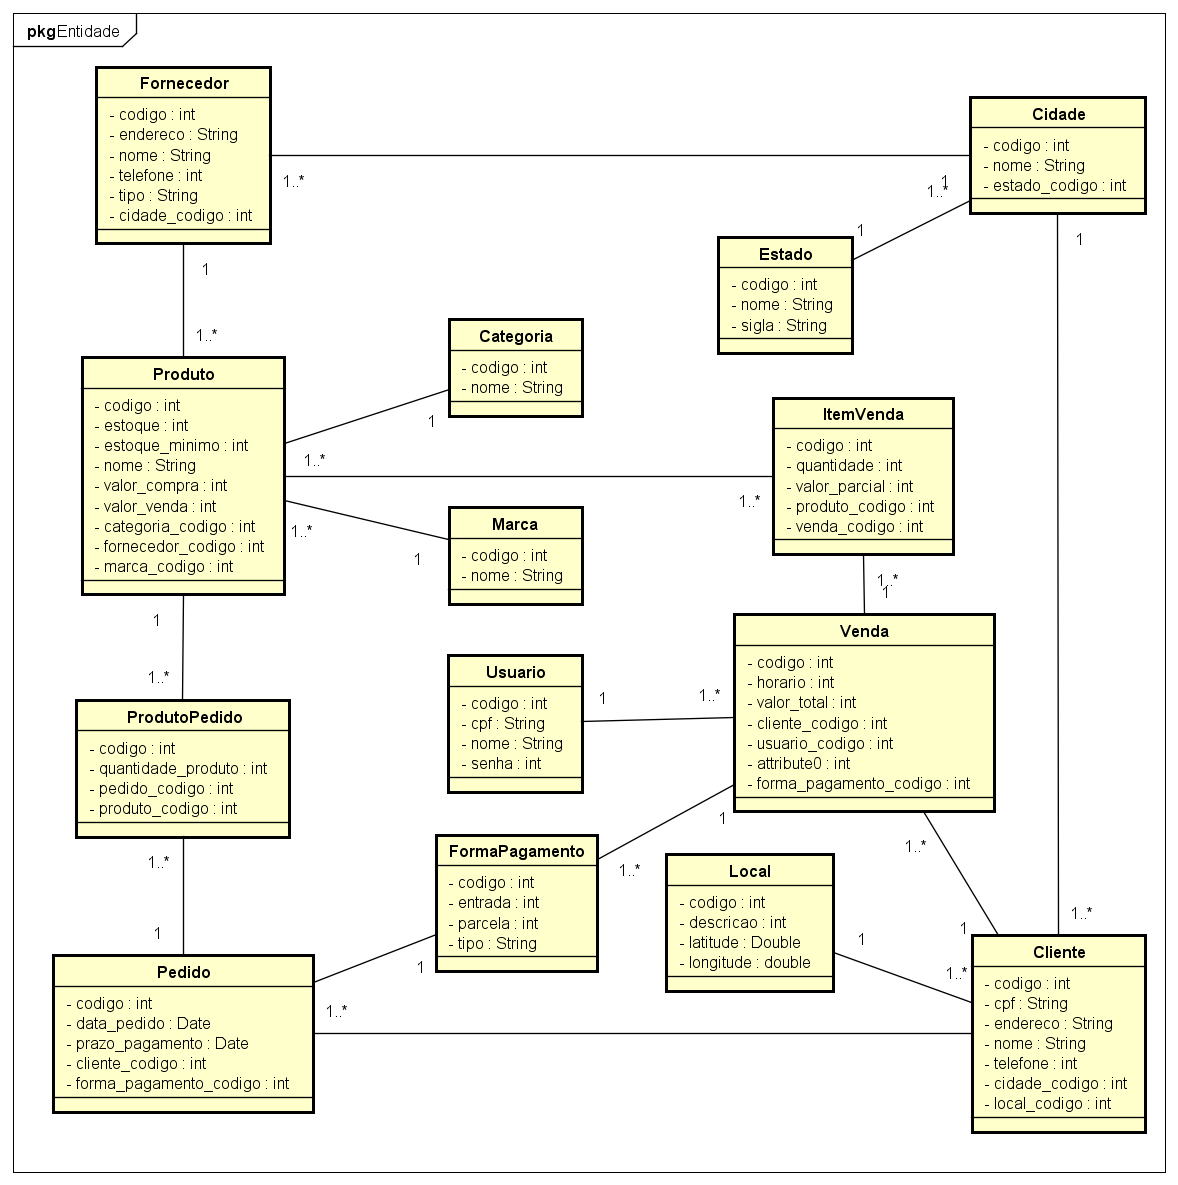 pkgEntidade
Fornecedor
- codigo : int
- endereco : String
- nome : String
- telefone : int
- tipo : String
- cidade_codigo : int
1..*
1
Cidade
- codigo : int
- nome : String
- estado_codigo : int
1
1..*
1
1
Estado
- codigo : int
- nome : String
- sigla : String
1..*
Produto
- codigo : int
- estoque : int
- estoque_minimo : int
- nome : String
- valor_compra : int
- valor_venda : int
- categoria_codigo : int
- fornecedor_codigo : int
- marca_codigo : int
Categoria
- codigo : int
- nome : String
1
1..*
1..*
1..*
1
Marca
- codigo : int
- nome : String
ItemVenda
- codigo : int
- quantidade : int
- valor_parcial : int
- produto_codigo : int
- venda_codigo : int
1..*
1
Venda
- codigo : int
- horario : int
- valor_total : int
- cliente_codigo : int
- usuario_codigo : int
- attribute0 : int
- forma_pagamento_codigo : int
1
1..*
Usuario
- codigo : int
- cpf : String
- nome : String
- senha : int
1
1..*
ProdutoPedido
- codigo : int
- quantidade_produto : int
- pedido_codigo : int
- produto_codigo : int
1..*
1
1
1..*
FormaPagamento
- codigo : int
- entrada : int
- parcela : int
- tipo : String
1
1..*
Local
- codigo : int
- descricao : int
- latitude : Double
- longitude : double
1
1..*
1..*
1
1..*
Pedido
- codigo : int
- data_pedido : Date
- prazo_pagamento : Date
- cliente_codigo : int
- forma_pagamento_codigo : int
Cliente
- codigo : int
- cpf : String
- endereco : String
- nome : String
- telefone : int
- cidade_codigo : int
- local_codigo : int